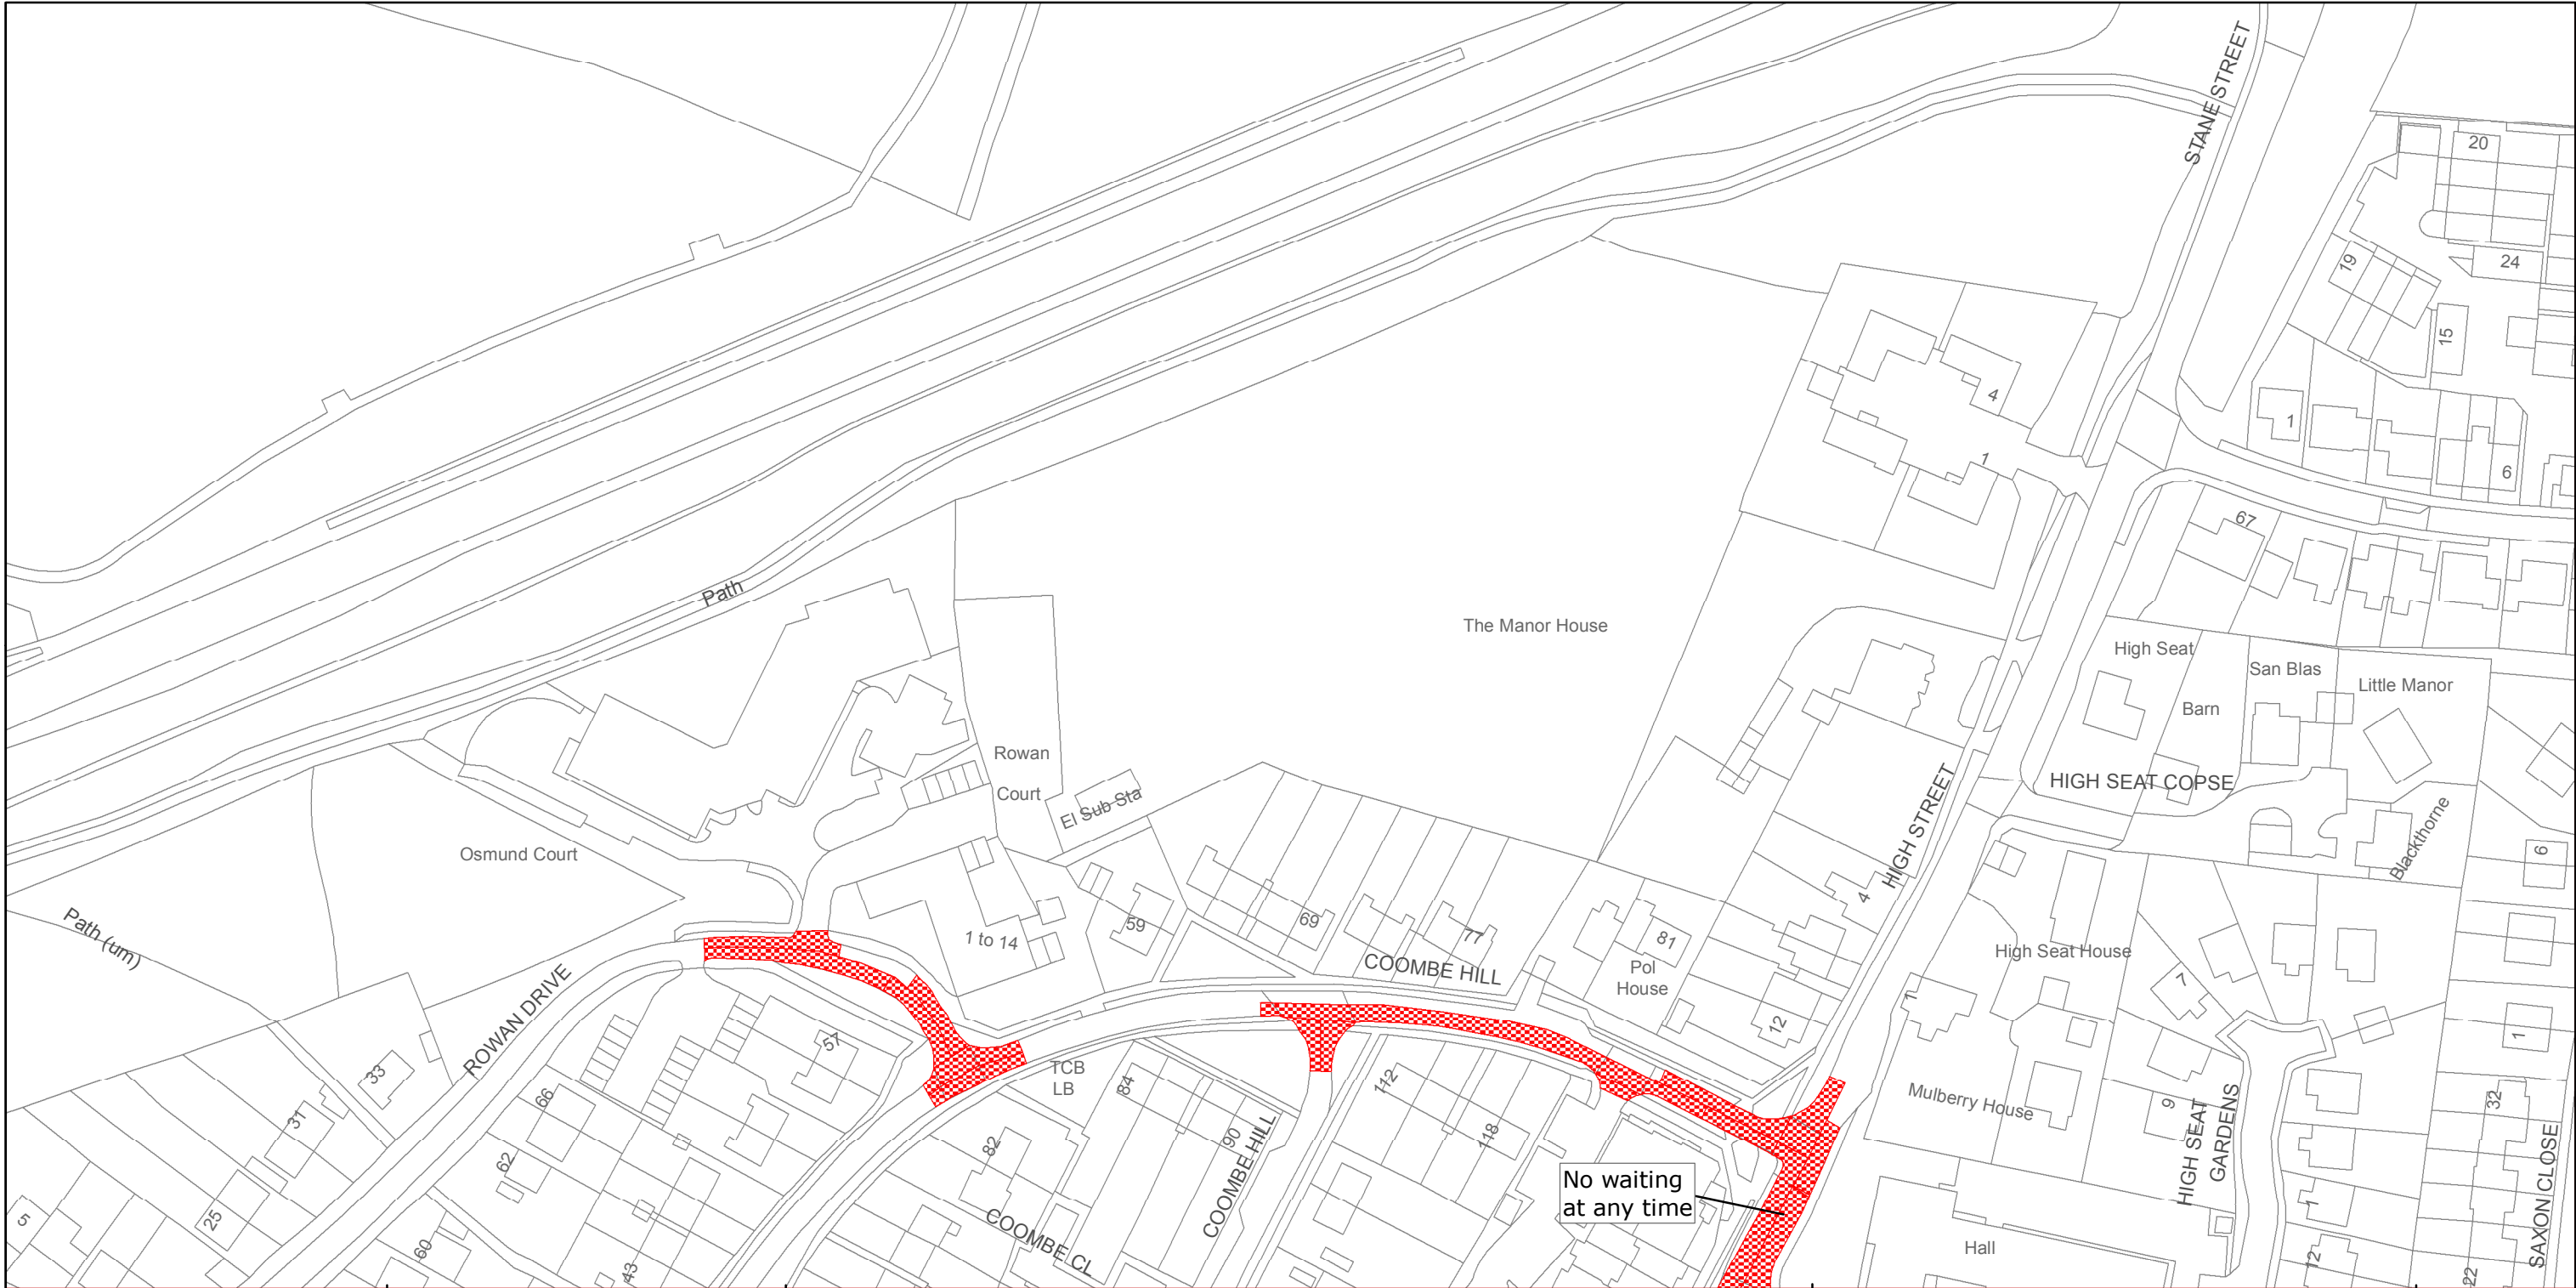 STANE STREET
20
19
24
15
4
1
1
6
67
Path
The Manor House
High Seat
Barn
San Blas
Little Manor
Rowan
Court
El Sub Sta
HIGH STREET
HIGH SEAT COPSE
Blackthorne
6
Osmund Court
Path (um)
1 to 14
59
69
77
COOMBE HILL
81
Pol
House
4
12
1
High Seat House
7
1
ROWAN DRIVE
33
31
25
5
57
66
62
60
43
TCB
LB
84
82
90
COOMBE HILL
COOMBE CL
112
118
No waiting
at any time
Mulberry House
9
HIGH SEAT
GARDENS
Hall
32
1
12
22
SAXON CLOSE